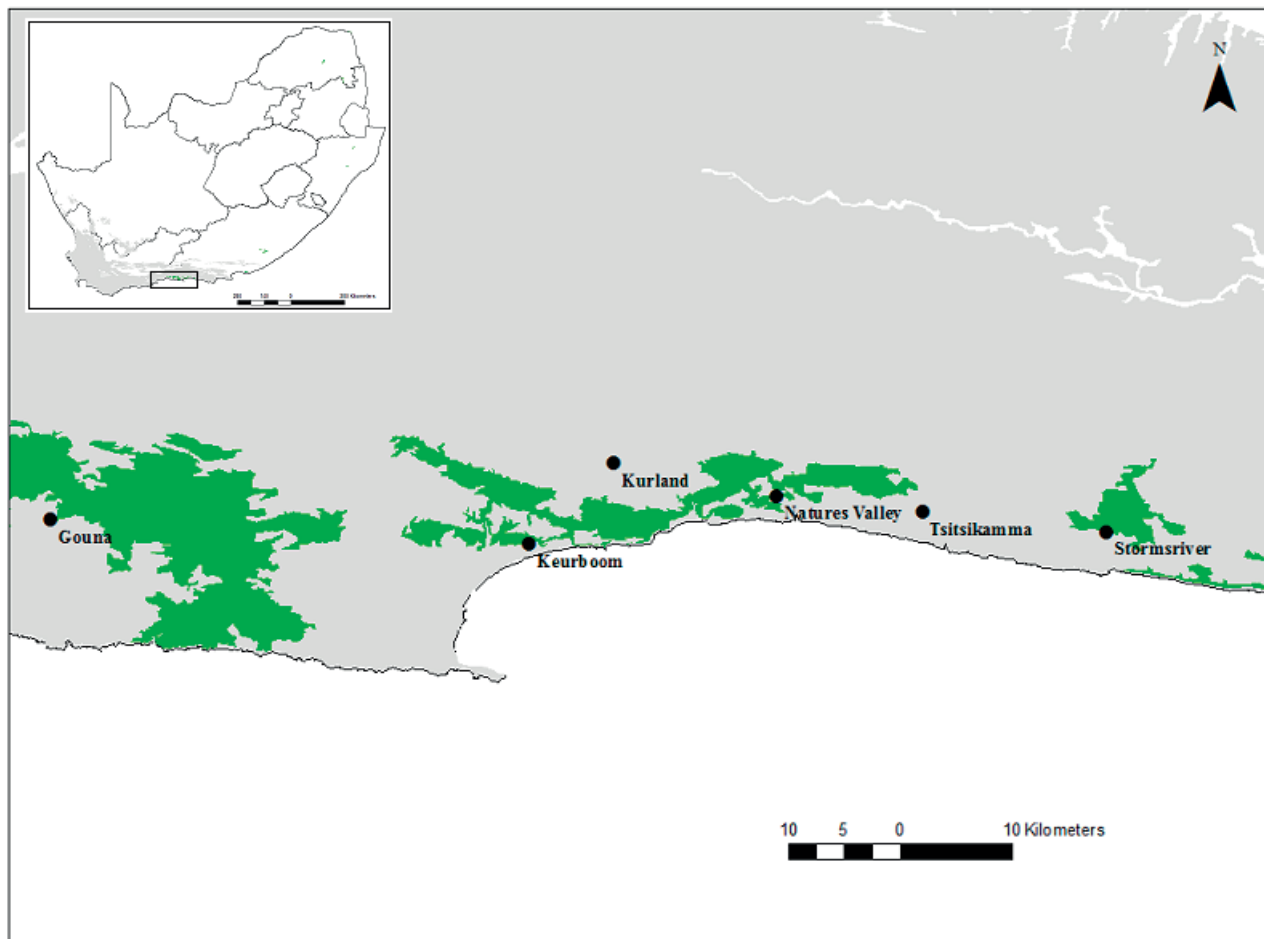 N
Kurland
Natures Valley
Gouna
Tsitsikamma
Stormsriver
Keurboom
10 5 0 10 Kilometers